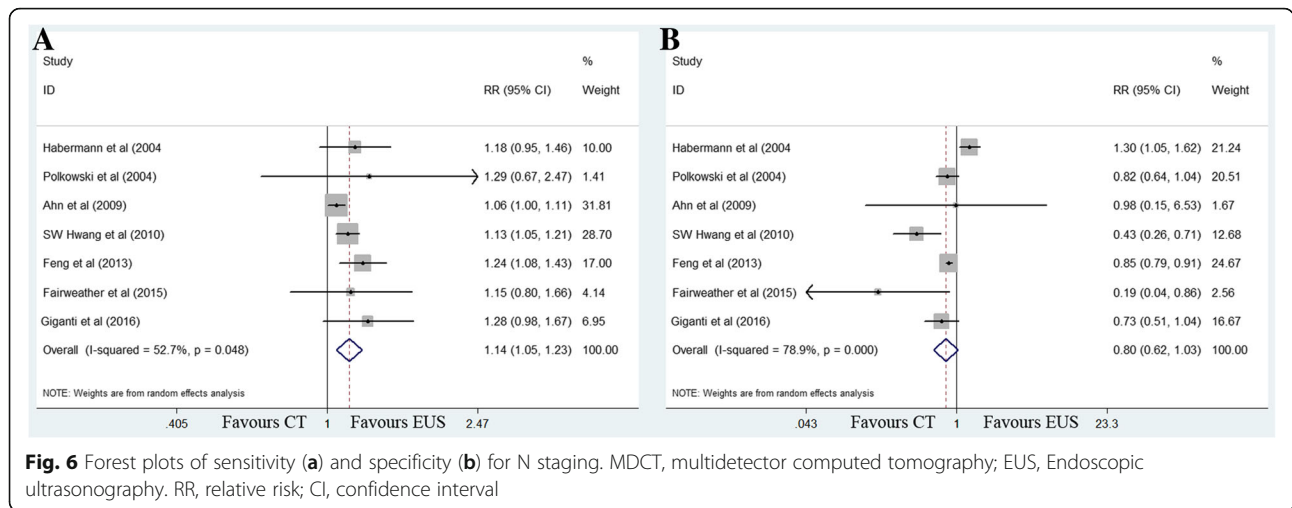 A
Study %
ID RR (95% CI) Weight
Habermann et al (2004 1.18 (0.95, 1.46) 10.00
Polkowski et al (2004) 1.29 (0.67, 2.47) 1.41
Ahn et al (2009) 1.06 (1.00, 1.11) 31.81
SW Hwang et al (2010) 1.13 (1.05, 1.21) 28.70
Feng et al (2013) 1.24 (1.08, 1.43) 17.00
Fairweather et al (2015) 1.15 (0.80, 1.66) 4.14
Giganti et al (2016) 1.28 (0.98, 1.67) 6.95
Overall (I-squared = 52.7%, p = 0.048) 1.14 (1.05, 1.23) 100.00
NOTE: Weights are from random effects analysis
.405 Favours CT 1 Favours EUS 2.47
B
Study %
ID RR (95% CI) Weight
Habermann et al (2004 1.30 (1.05, 1.62) 21.24
Polkowski et al (2004) 0.82 (0.64, 1.04) 20.51
Ahn et al (2009) 0.98 (0.15, 6.53) 1.67
SW Hwang et al (2010) 0.43 (0.26, 0.71) 12.68
Feng et al (2013) 0.85 (0.79, 0.91) 24.67
Fairweather et al (2015) 0.19 (0.04, 0.86) 2.56
Giganti et al (2016) 0.73 (0.51, 1.04) 16.67
Overall (I-squared = 78.9%, p = 0.000) 0.80 (0.62, 1.03) 100.00
NOTE: Weights are from random effects analysis
.043 Favours CT 1 Favours EUS 23.3
Fig. 6 Forest plots of sensitivity (a) and specificity (b) for N staging. MDCT, multidetector computed tomography; EUS, Endoscopic
ultrasonography. RR, relative risk; CI, confidence interval